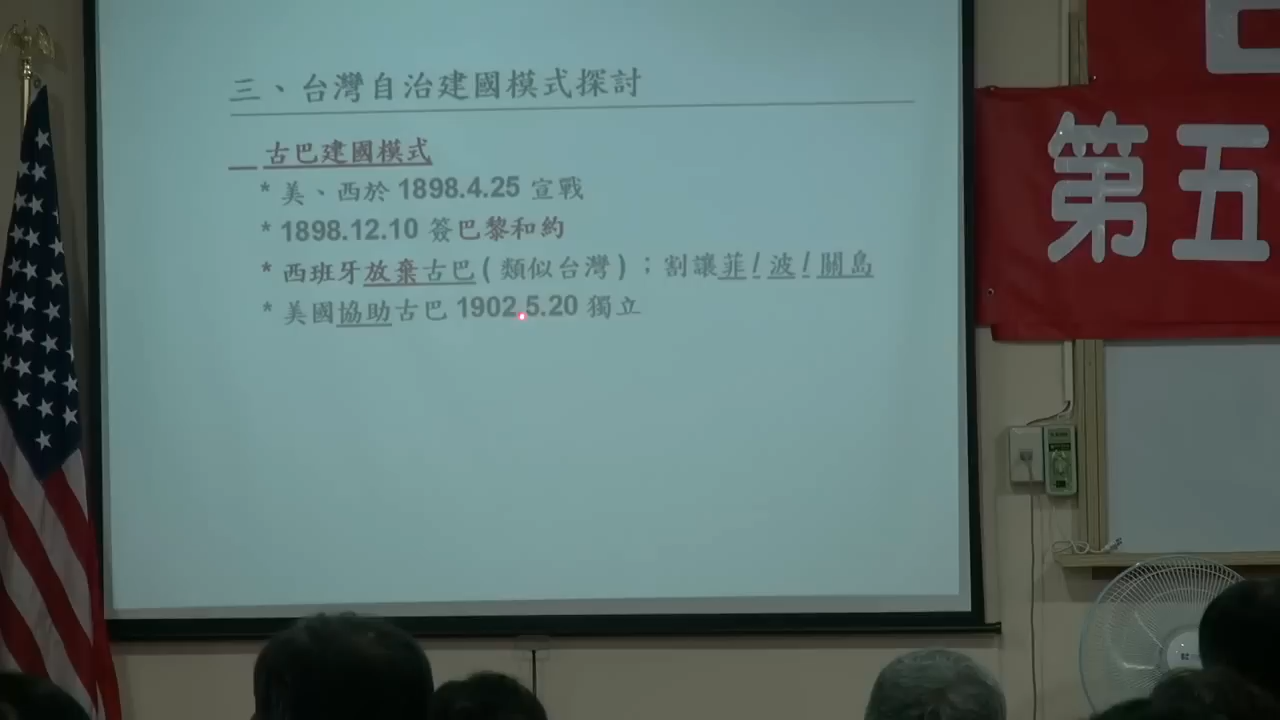 三、台灣自治建國模式探討
古巴建國模式
* 美、西於 1898.4.25 宣戰
* 1898.12.10 簽巴黎和約
* 西班牙放棄古巴(類似台灣);割讓菲/波/關島
* 美國協助古巴 1902.5.20 獨立
第五